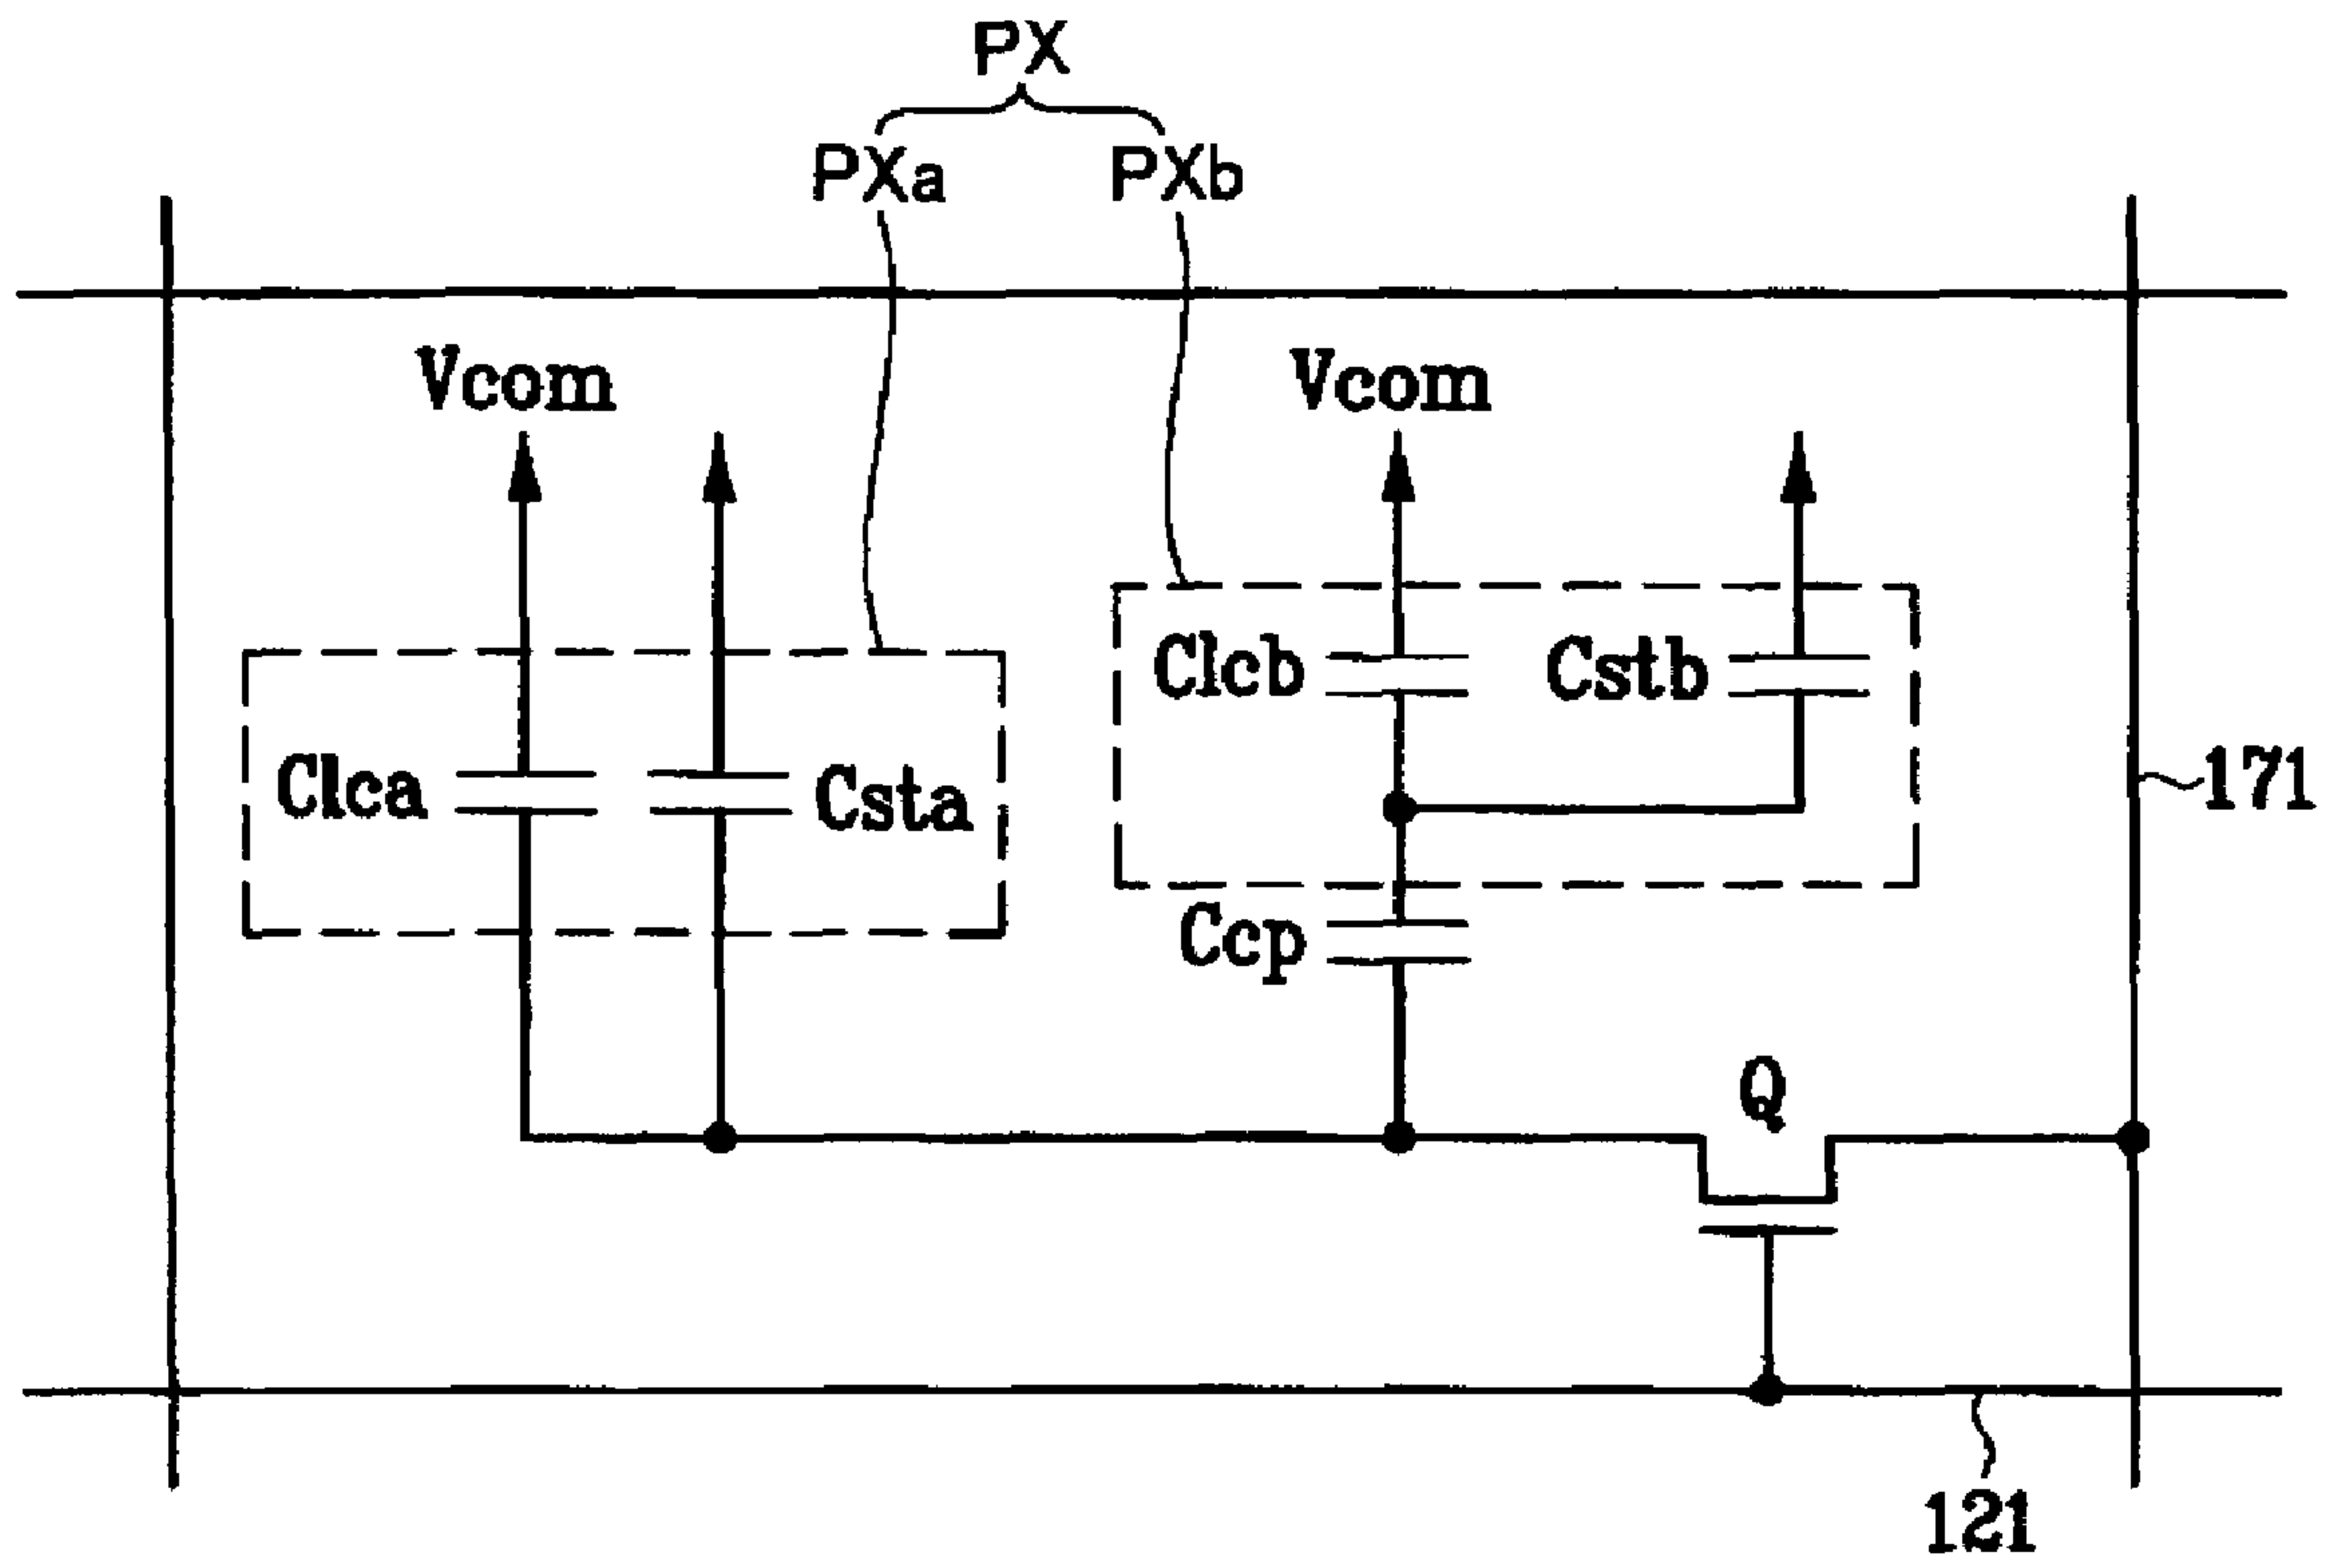 PX
PXa PXb
Vcom Vcom
Clcb Cstb
Clca Csta 171
Ccp
Q
121